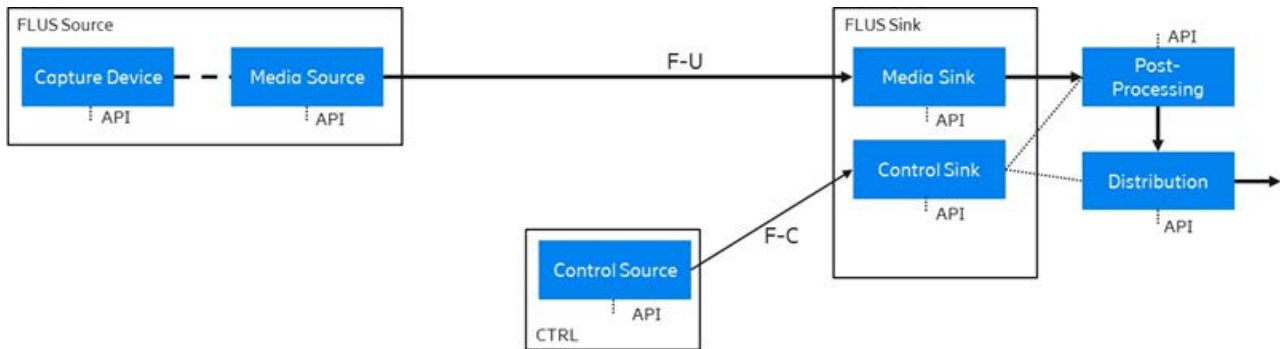 FLUS Source
Capture Device
API
Media Source
API
F-U
FLUS Sink
Media Sink
API
Control Sink
API
API
Post-
Processing
Distribution
API
F-C
Control Source
API
CTRL